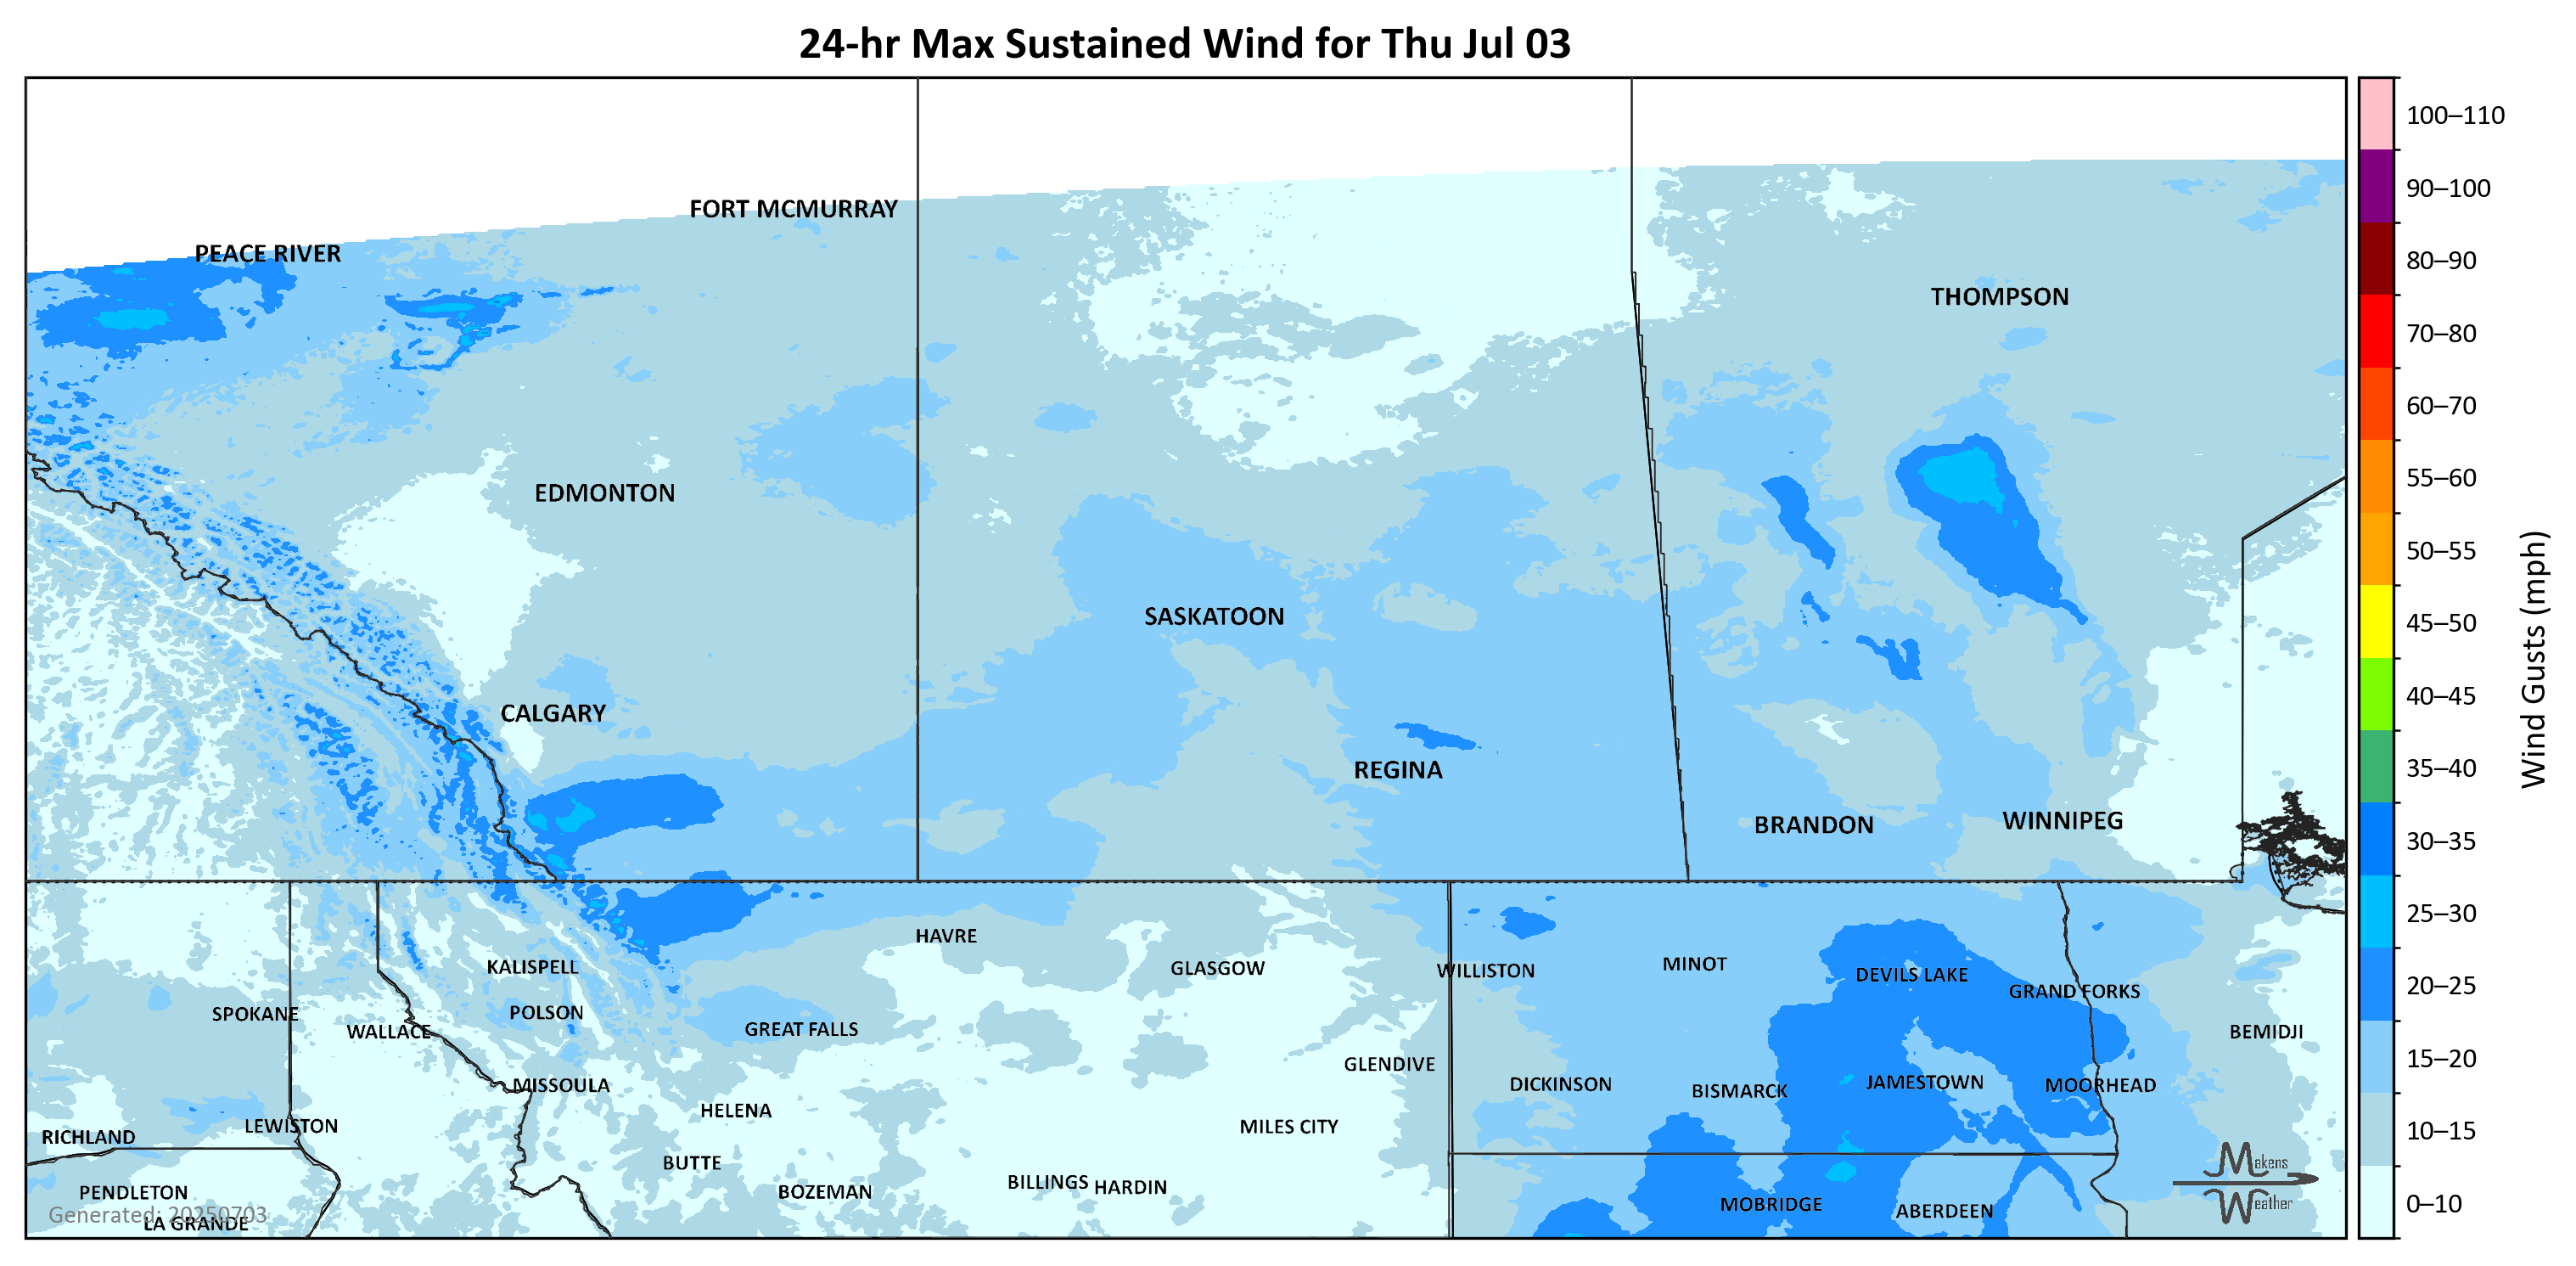 24-hr Max Sustained Wind for Thu Jul 03
FORT MCMURRAY
PEACE RIVER
THOMPSON
EDMONTON
SASKATOON
CALGARY
REGINA
BRANDON
WINNIPEG
HAVRE
KALISPELL
GLASGOW
WILLISTON
MINOT
DEVILS LAKE
GRAND FORKS
SPOKANE
POLSON
WALLACE
GREAT FALLS
BEMIDJI
GLENDIVE
MISSOULA
DICKINSON
BISMARCK
JAMESTOWN
MOORHEAD
HELENA
LEWISTON
MILES CITY
RICHLAND
BUTTE
BILLINGS
HARDIN
PENDLETON
BOZEMAN
MOBRIDGE
ABERDEEN
Generated: 20250703
LA GRANDE
Makens
Weather
100–110
90–100
80–90
70–80
60–70
55–60
50–55
45–50
40–45
35–40
30–35
25–30
20–25
15–20
10–15
0–10
Wind Gusts (mph)